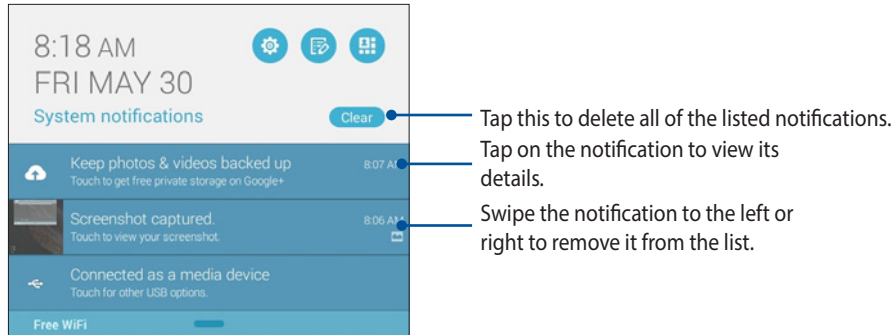 8:18 AM
FRI MAY 30
System notifications
Clear
Tap this to delete all of the listed notifications.
Keep photos & videos backed up
8:07 AM
Touch to get free private storage on Google+
Tap on the notification to view its
details.
Screenshot captured.
8:06 AM
Touch to view your screenshot.
Swipe the notification to the left or
right to remove it from the list.
Connected as a media device
Touch for other USB options.
Free WiFi